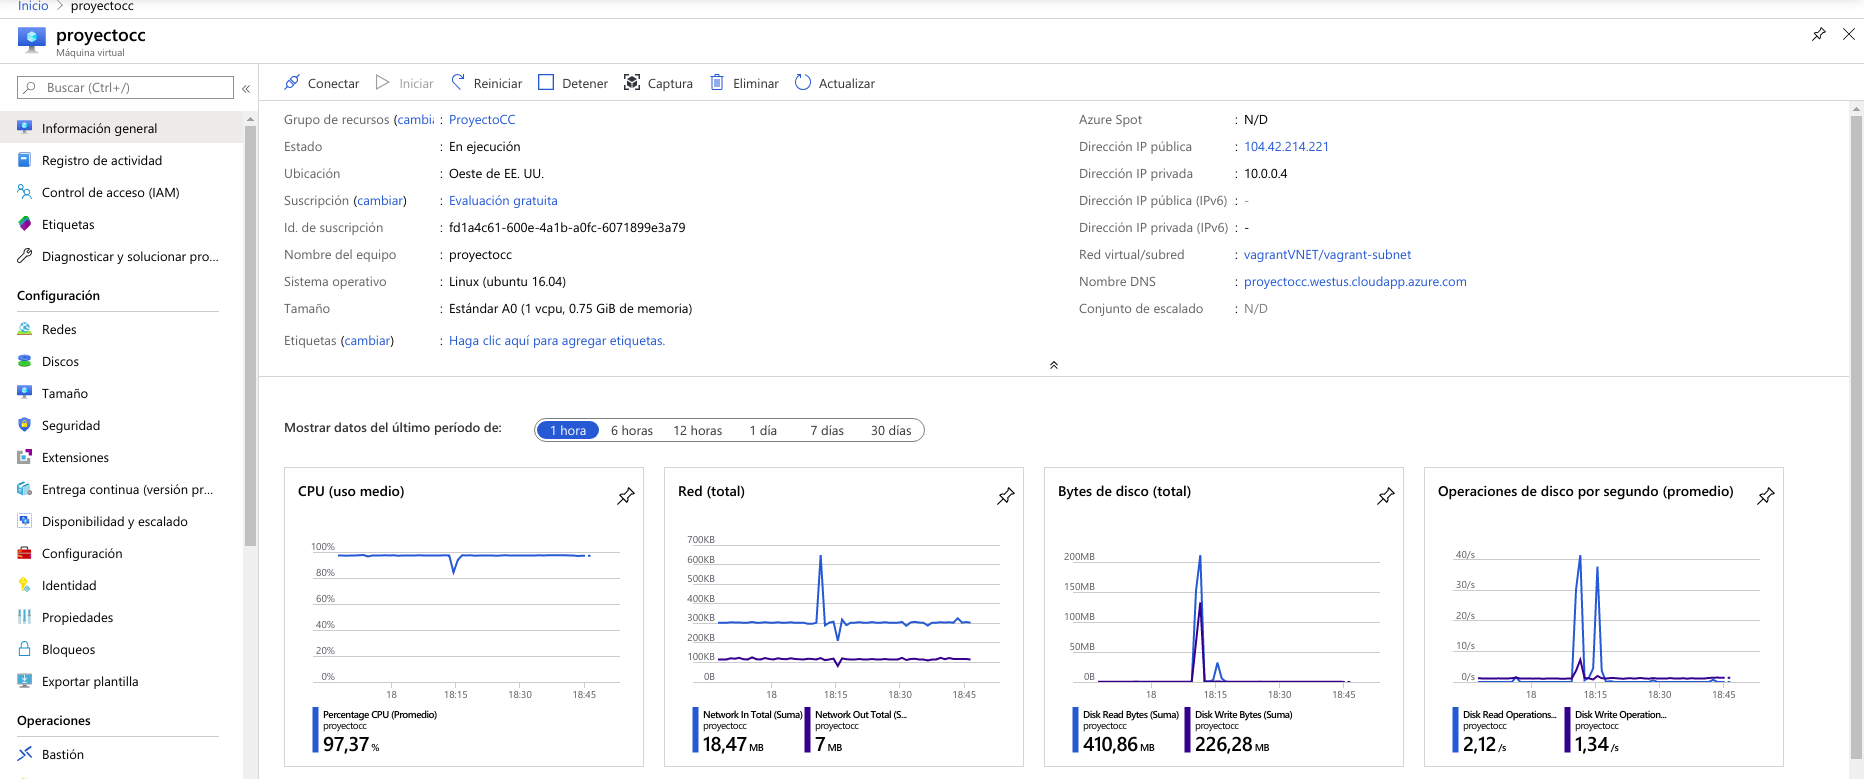 Inicio > proyectocc
proyectocc
Máquina virtual
Buscar (Ctrl+/)
«
Información general
Registro de actividad
Control de acceso (IAM)
Etiquetas
Diagnosticar y solucionar pro...
Configuración
Redes
Discos
Tamaño
Seguridad
Extensiones
Entrega continua (versión pr...
Disponibilidad y escalado
Configuración
Identidad
Propiedades
Bloqueos
Exportar plantilla
Operaciones
Bastión
Conectar Iniciar Reiniciar Detener Captura Eliminar Actualizar
Grupo de recursos (cambi : ProyectoCC
Estado : En ejecución
Ubicación : Oeste de EE. UU.
Suscripción (cambiar) : Evaluación gratuita
Id. de suscripción : fd1a4c61-600e-4a1b-a0fc-6071899e3a79
Nombre del equipo : proyectocc
Sistema operativo : Linux (ubuntu 16.04)
Tamaño : Estándar A0 (1 vcpu, 0.75 GiB de memoria)
Etiquetas (cambiar) : Haga clic aquí para agregar etiquetas.
Azure Spot : N/D
Dirección IP pública : 104.42.214.221
Dirección IP privada : 10.0.0.4
Dirección IP pública (IPv6) : -
Dirección IP privada (IPv6) : -
Red virtual/subred : vagrantVNET/vagrant-subnet
Nombre DNS : proyectocc.westus.cloudapp.azure.com
Conjunto de escalado : N/D
Mostrar datos del último período de: 1 hora 6 horas 12 horas 1 día 7 días 30 días
CPU (uso medio)
100%
80%
60%
40%
20%
0%
18 18:15 18:30 18:45
Percentage CPU (Promedio)
proyectocc
97,37 %
Red (total)
700KB
600KB
500KB
400KB
300KB
200KB
100KB
0B
18 18:15 18:30 18:45
Network In Total (Suma) Network Out Total (S...
proyectocc proyectocc
18,47 MB 7 MB
Bytes de disco (total)
200MB
150MB
100MB
50MB
0B
18 18:15 18:30 18:45
Disk Read Bytes (Suma) Disk Write Bytes (Suma)
proyectocc proyectocc
410,86 MB 226,28 MB
Operaciones de disco por segundo (promedio)
40/s
30/s
20/s
10/s
0/s
18 18:15 18:30 18:45
Disk Read Operations... Disk Write Operation...
proyectocc proyectocc
2,12 /s 1,34 /s